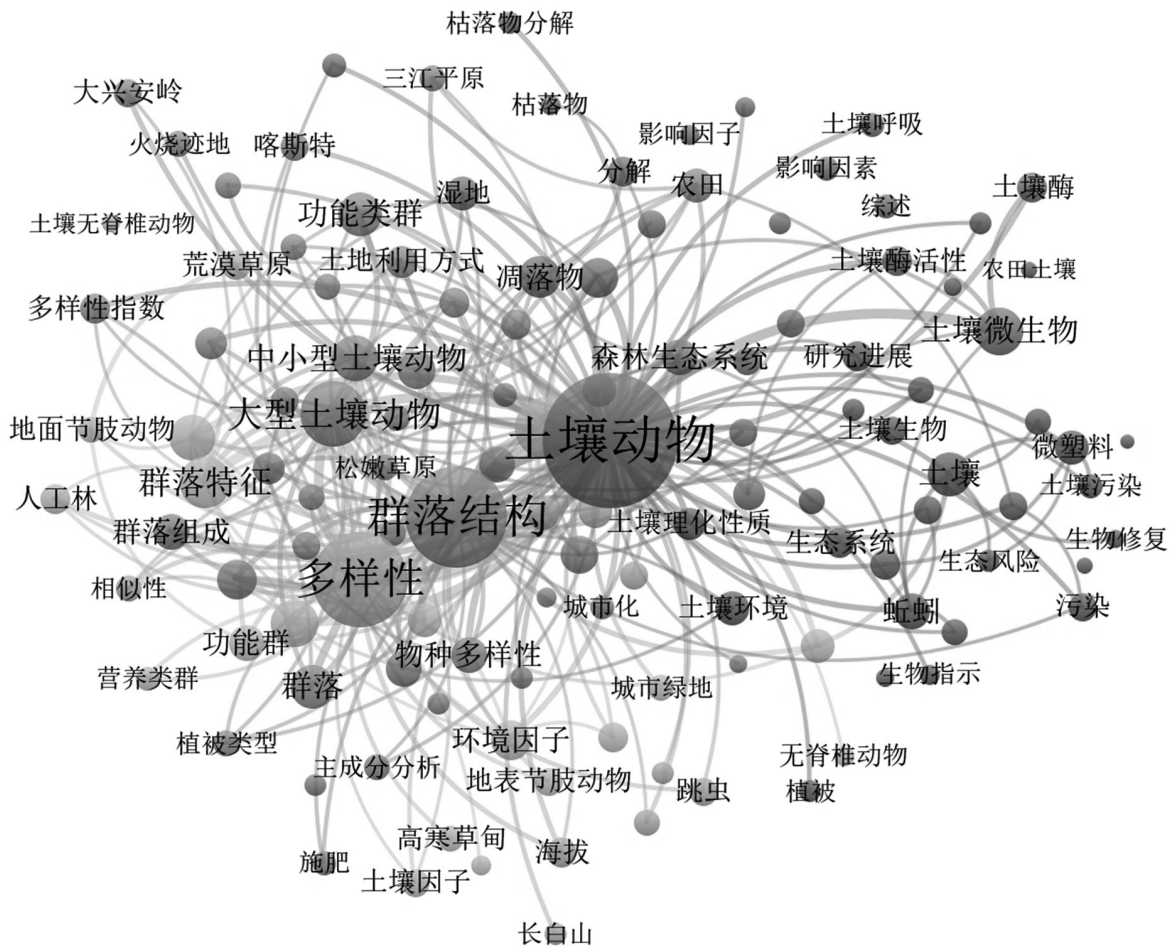 枯落物分解
三江平原
大兴安岭
枯落物
影响因子
土壤呼吸
火烧迹地
喀斯特
分解
影响因素
农田
湿地
土壤酶
综述
功能类群
土壤无脊椎动物
荒漠草原
土地利用方式
凋落物
土壤酶活性
农田土壤
多样性指数
土壤微生物
中小型土壤动物
森林生态系统
研究进展
大型土壤动物
地面节肢动物
土壤动物
土壤生物
微塑料
松嫩草原
土壤
群落特征
土壤污染
人工林
群落结构
土壤理化性质
群落组成
生态系统
生物修复
生态风险
多样性
相似性
城市化
土壤环境
蚯蚓
污染
功能群
物种多样性
营养类群
群落
城市绿地
生物指示
植被类型
环境因子
主成分分析
地表节肢动物
无脊椎动物
跳虫
植被
高寒草甸
海拔
施肥
土壤因子
长白山